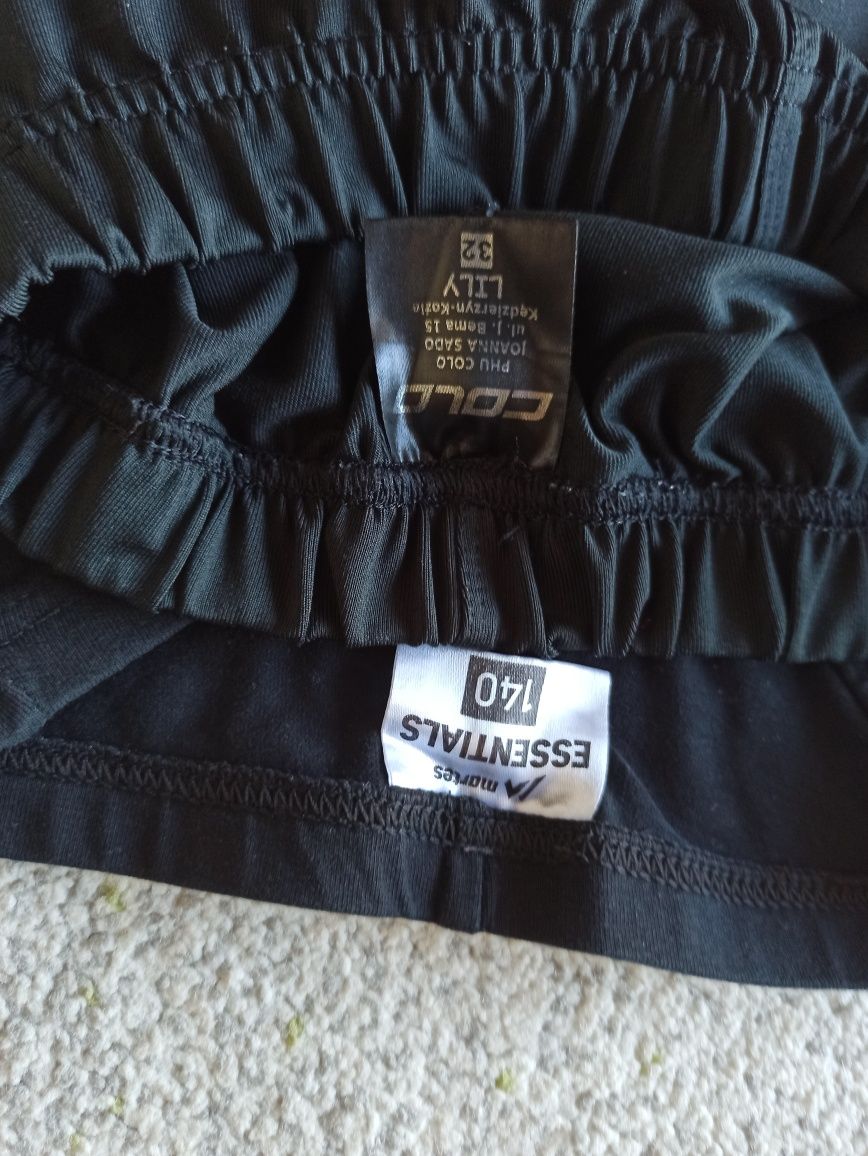 COLO
PHU COLO
JOANNA SADO
ul. J. Bema 15
Kędzierzyn-Koźle
LILY
32
martes
ESSENTIALS
140